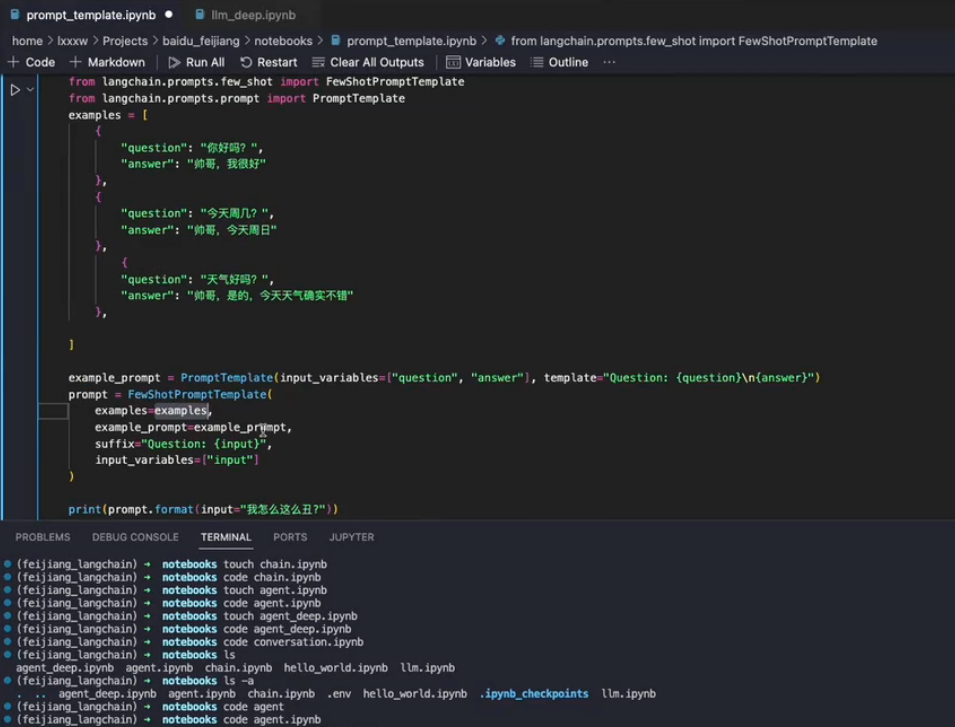 prompt_template.ipynb ● llm_deep.ipynb
home > lxxxw > Projects > baidu_feijiang > notebooks > prompt_template.ipynb > from langchain.prompts.few_shot import FewShotPromptTemplate
+ Code + Markdown Run All Restart Clear All Outputs Variables Outline ···
from langchain.prompts.few_shot import FewShotPromptTemplate
from langchain.prompts.prompt import PromptTemplate
examples = [
{
"question": "你好吗？",
"answer": "帅哥，我很好"
},
{
"question": "今天周几？",
"answer": "帅哥，今天周日"
},
{
"question": "天气好吗？",
"answer": "帅哥，是的，今天天气确实不错"
},
]
example_prompt = PromptTemplate(input_variables=["question", "answer"], template="Question: {question}\n{answer}")
prompt = FewShotPromptTemplate(
examples=examples,
example_prompt=example_prompt,
suffix="Question: {input}",
input_variables=["input"]
)
print(prompt.format(input="我怎么这么丑?"))
PROBLEMS DEBUG CONSOLE TERMINAL PORTS JUPYTER
(feijiang_langchain) → notebooks touch chain.ipynb
(feijiang_langchain) → notebooks code chain.ipynb
(feijiang_langchain) → notebooks touch agent.ipynb
(feijiang_langchain) → notebooks code agent.ipynb
(feijiang_langchain) → notebooks touch agent_deep.ipynb
(feijiang_langchain) → notebooks code agent_deep.ipynb
(feijiang_langchain) → notebooks code conversation.ipynb
(feijiang_langchain) → notebooks ls
agent_deep.ipynb agent.ipynb chain.ipynb hello_world.ipynb llm.ipynb
(feijiang_langchain) → notebooks ls -a
. .. agent_deep.ipynb agent.ipynb chain.ipynb .env hello_world.ipynb .ipynb_checkpoints llm.ipynb
(feijiang_langchain) → notebooks code agent
(feijiang_langchain) → notebooks code agent.ipynb